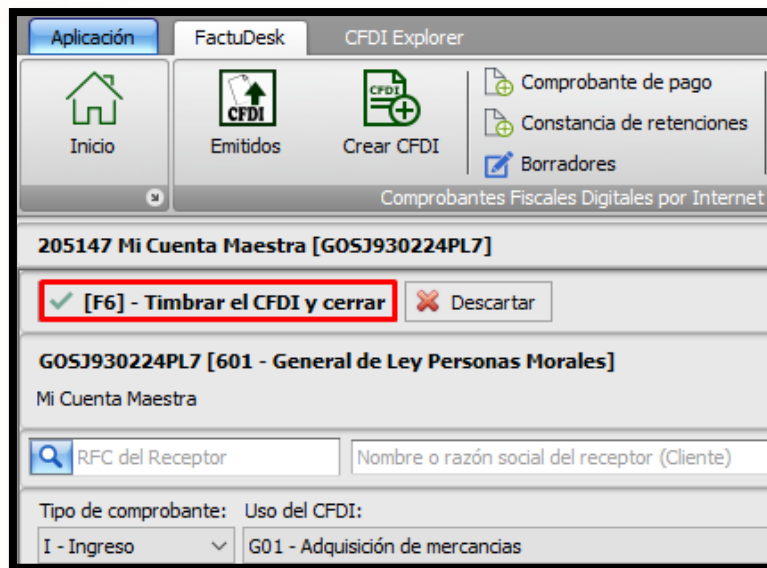 Aplicación FactuDesk CFDI Explorer
CFDI CFDI
Comprobante de pago
Constancia de retenciones
Borradores
Inicio Emitidos Crear CFDI
Comprobantes Fiscales Digitales por Internet
205147 Mi Cuenta Maestra [GOSJ930224PL7]
[F6] - Timbrar el CFDI y cerrar Descartar
GOSJ930224PL7 [601 - General de Ley Personas Morales]
Mi Cuenta Maestra
RFC del Receptor Nombre o razón social del receptor (Cliente)
Tipo de comprobante: Uso del CFDI:
I - Ingreso G01 - Adquisición de mercancias